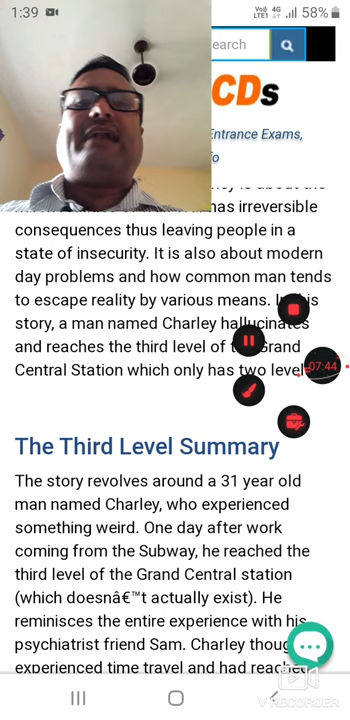 1:39 Vo)) LTE1 4G 58%
earch
CDs
Entrance Exams,
fo
has irreversible
consequences thus leaving people in a
state of insecurity. It is also about modern
day problems and how common man tends
to escape reality by various means.
story, a man named Charley hallucinates
and reaches the third level of Grand
Central Station which only has two level
07:44
The Third Level Summary
The story revolves around a 31 year old
man named Charley, who experienced
something weird. One day after work
coming from the Subway, he reached the
third level of the Grand Central station
(which doesnâ€™t actually exist). He
reminisces the entire experience with his
psychiatrist friend Sam. Charley thoug
experienced time travel and had reached
V RECORDER